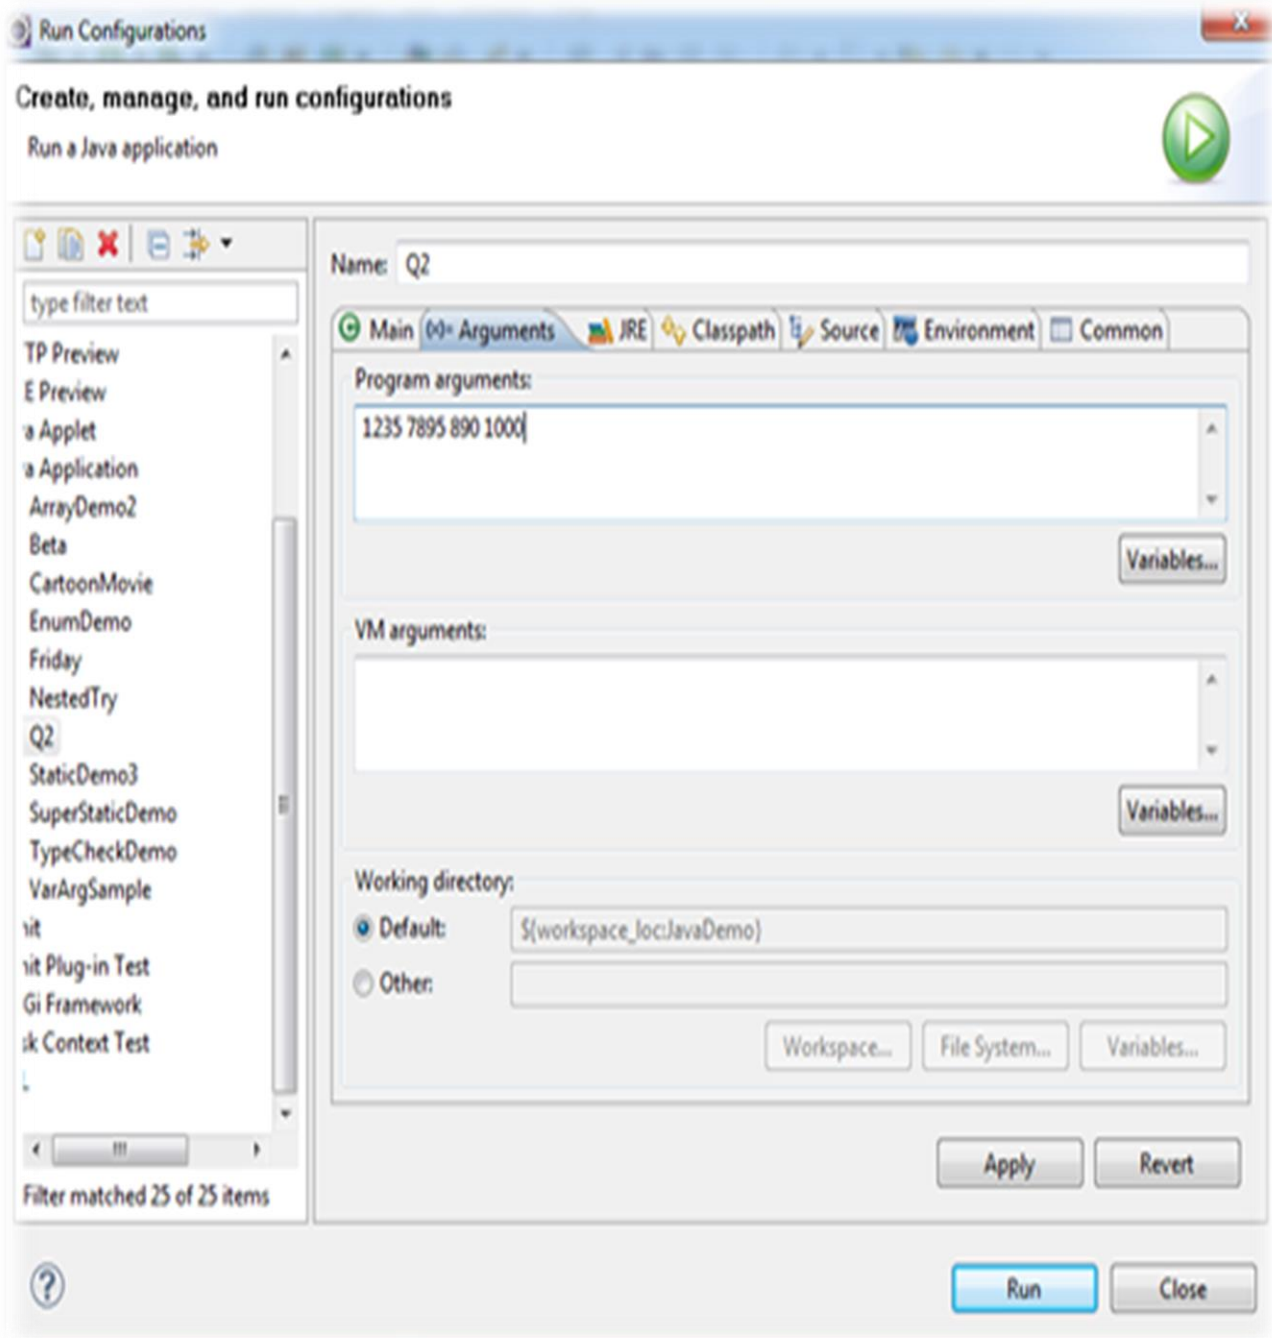 Run Configurations
X
Create, manage, and run configurations
Run a Java application
type filter text
TP Preview
E Preview
a Applet
a Application
ArrayDemo2
Beta
CartoonMovie
EnumDemo
Friday
NestedTry
Q2
StaticDemo3
SuperStaticDemo
TypeCheckDemo
VarArgSample
nit
nit Plug-in Test
Gi Framework
sk Context Test
Filter matched 25 of 25 items
Name: Q2
Main (x)= Arguments JRE Classpath Source Environment Common
Program arguments:
1235 7895 890 1000
Variables...
VM arguments:
Variables...
Working directory:
Default: ${workspace_loc:JavaDemo}
Other:
Workspace... File System... Variables...
Apply Revert
? Run Close